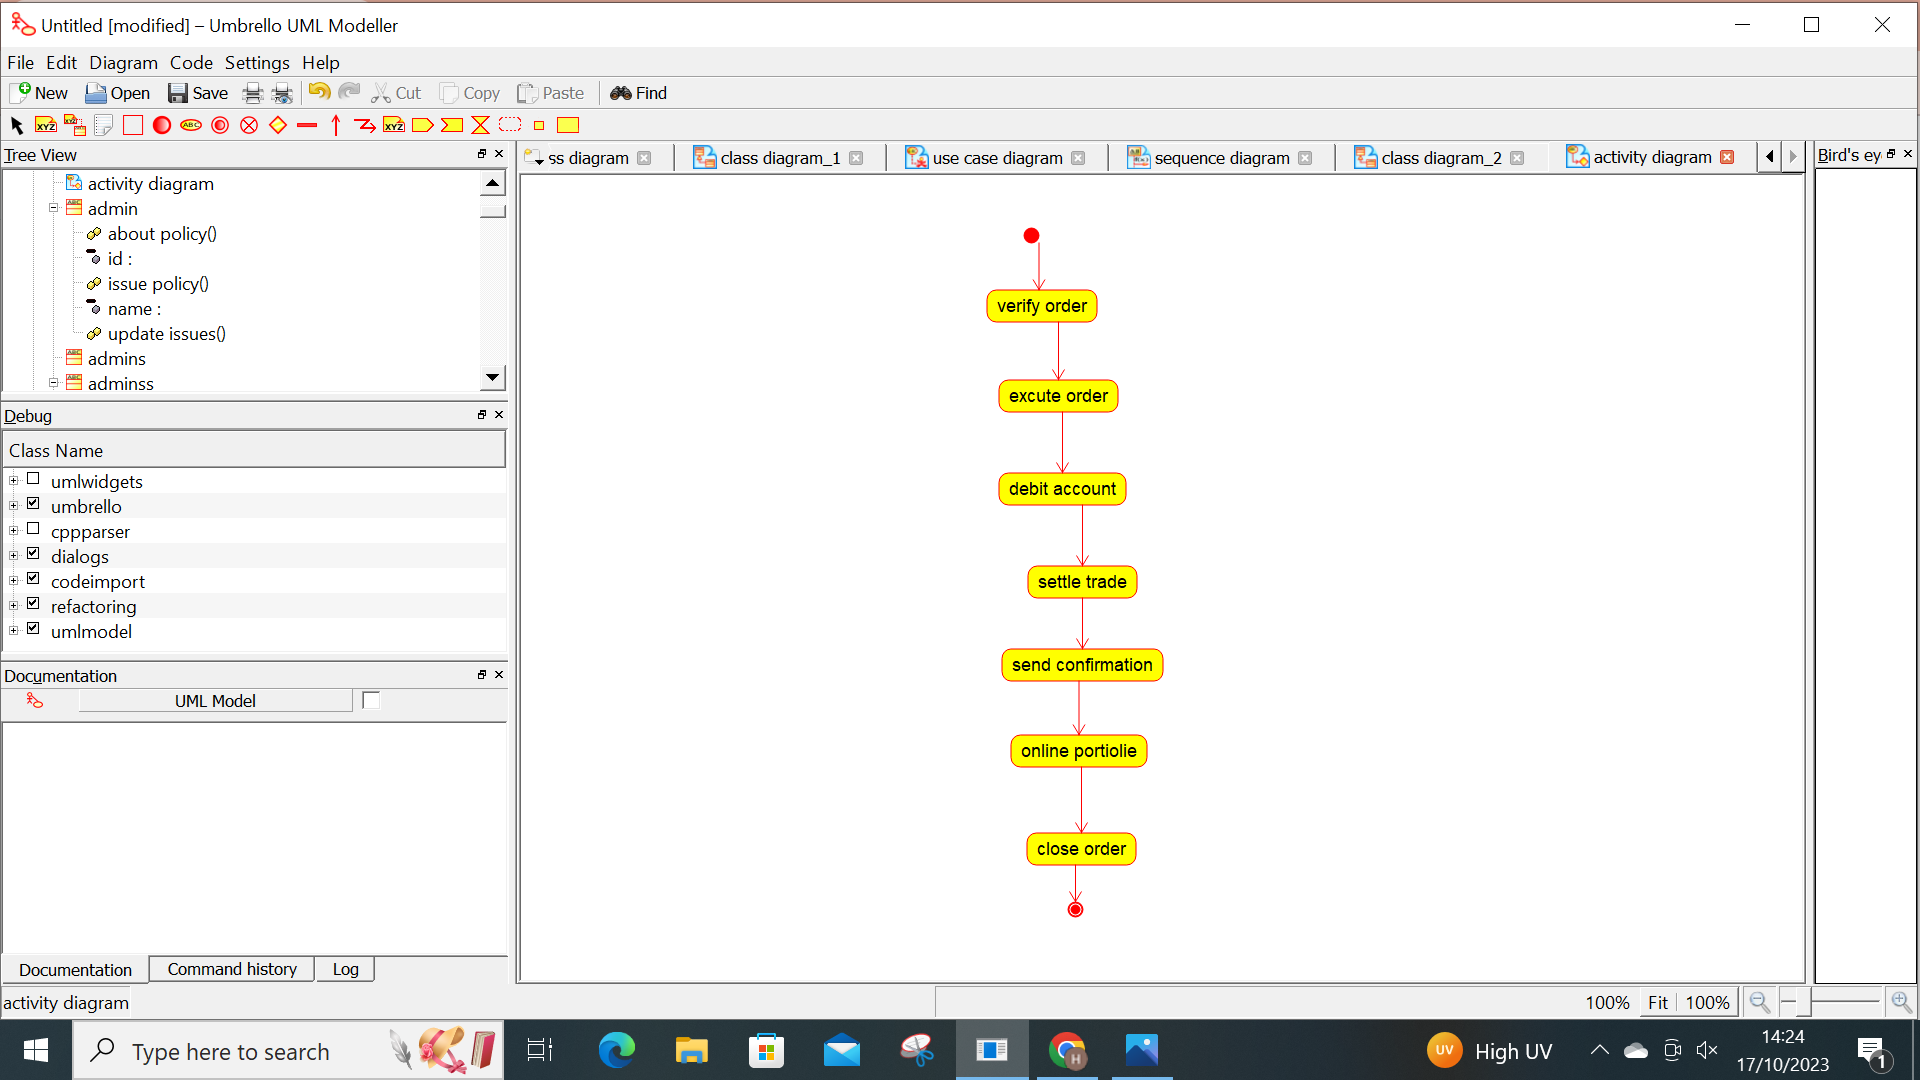 Untitled [modified] – Umbrello UML Modeller
File Edit Diagram Code Settings Help
New Open Save Cut Copy Paste Find
Tree View
activity diagram
admin
about policy()
id :
issue policy()
name :
update issues()
admins
adminss
Debug
Class Name
umlwidgets
umbrello
cppparser
dialogs
codeimport
refactoring
umlmodel
Documentation
UML Model
Documentation Command history Log
activity diagram
ss diagram class diagram_1 use case diagram sequence diagram class diagram_2 activity diagram
Bird's ey
verify order
excute order
debit account
settle trade
send confirmation
online portiolie
close order
100% Fit 100%
Type here to search
UV High UV
14:24
17/10/2023
1